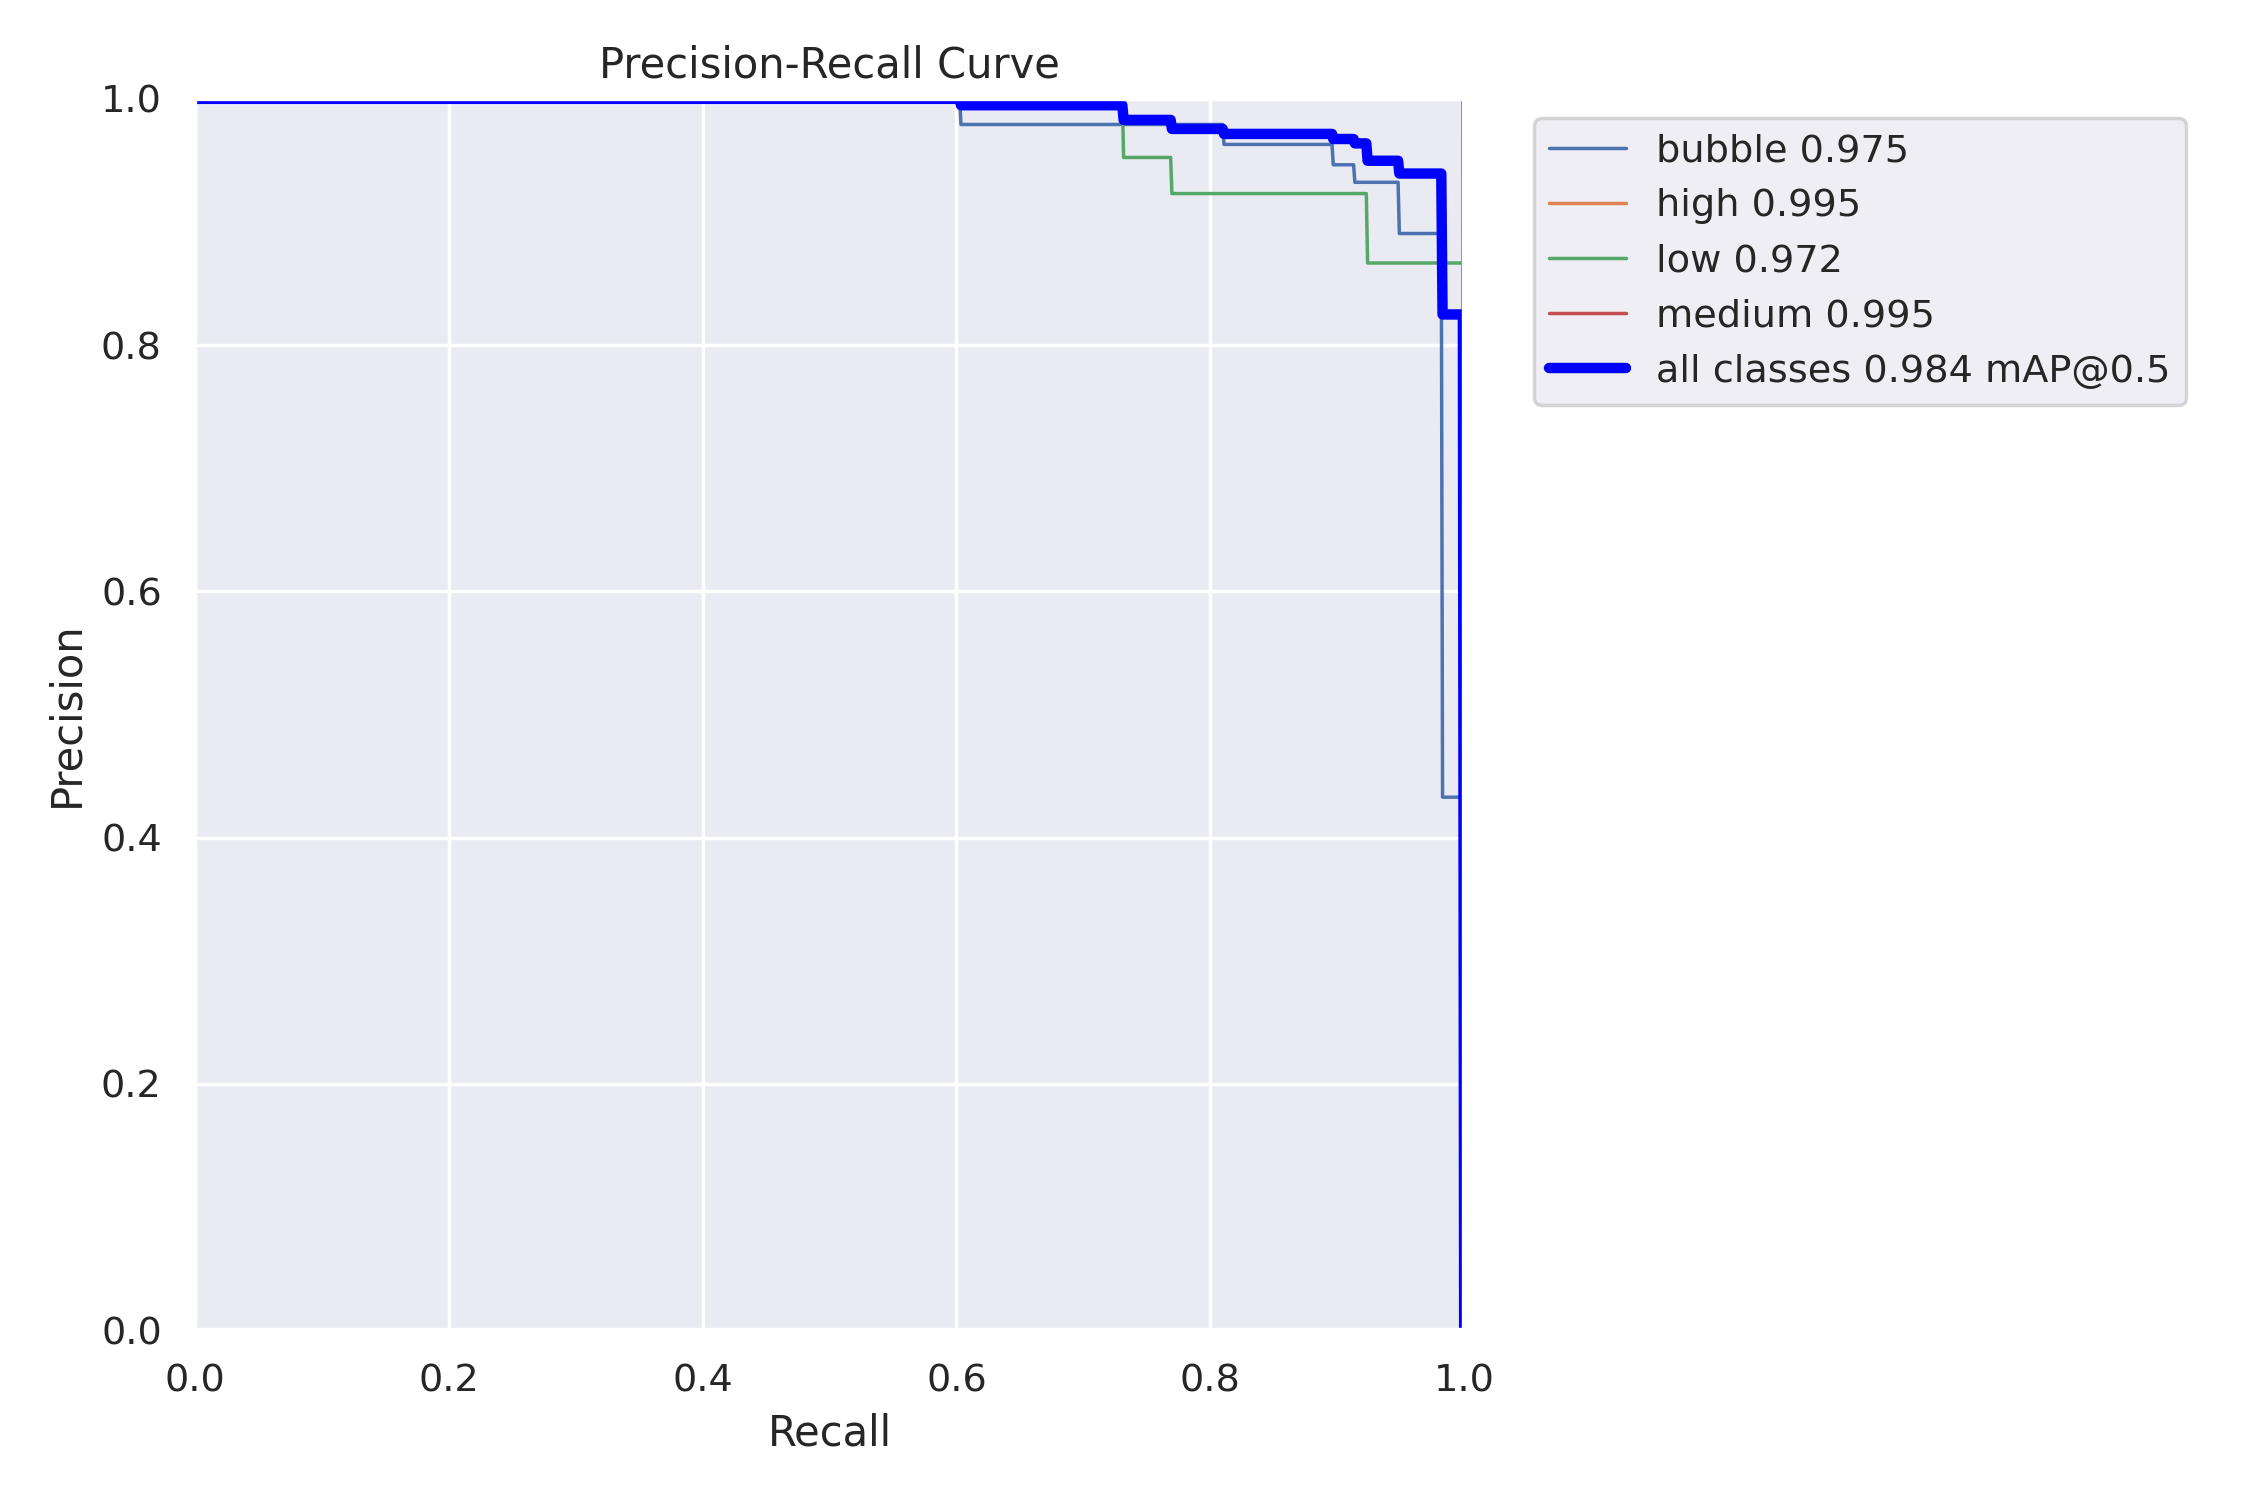 Precision-Recall Curve
1.0
0.8
0.6
0.4
0.2
0.0
Precision
0.0 0.2 0.4 0.6 0.8 1.0
Recall
bubble 0.975
high 0.995
low 0.972
medium 0.995
all classes 0.984 mAP@0.5